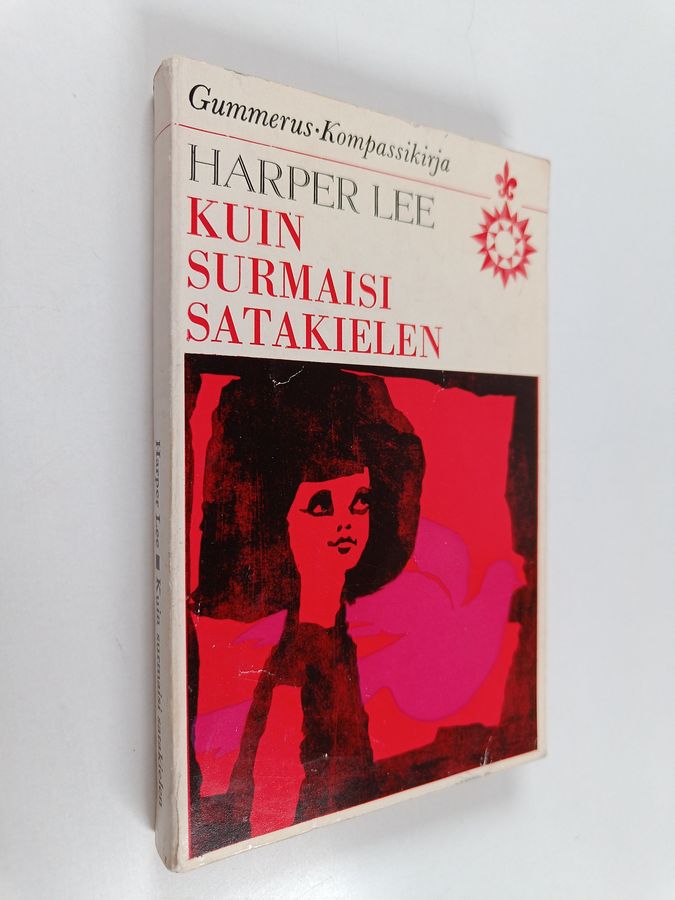 Gummerus·Kompassikirja
HARPER LEE
KUIN
SURMAISI
SATAKIELEN
Harper Lee ■ Kuin surmaisi satakielen